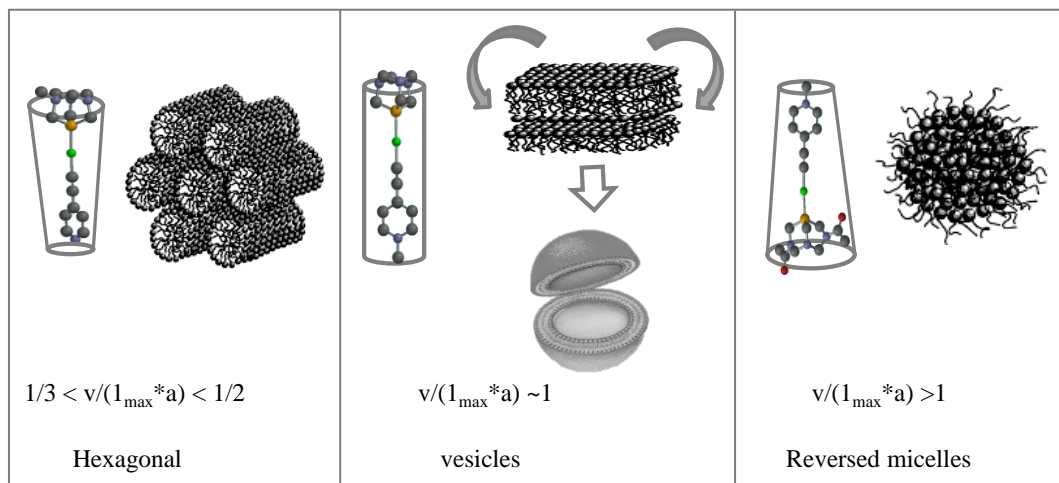 1/3 < v/(1max*a) < 1/2
Hexagonal
v/(1max*a) ~1
vesicles
v/(1max*a) >1
Reversed micelles